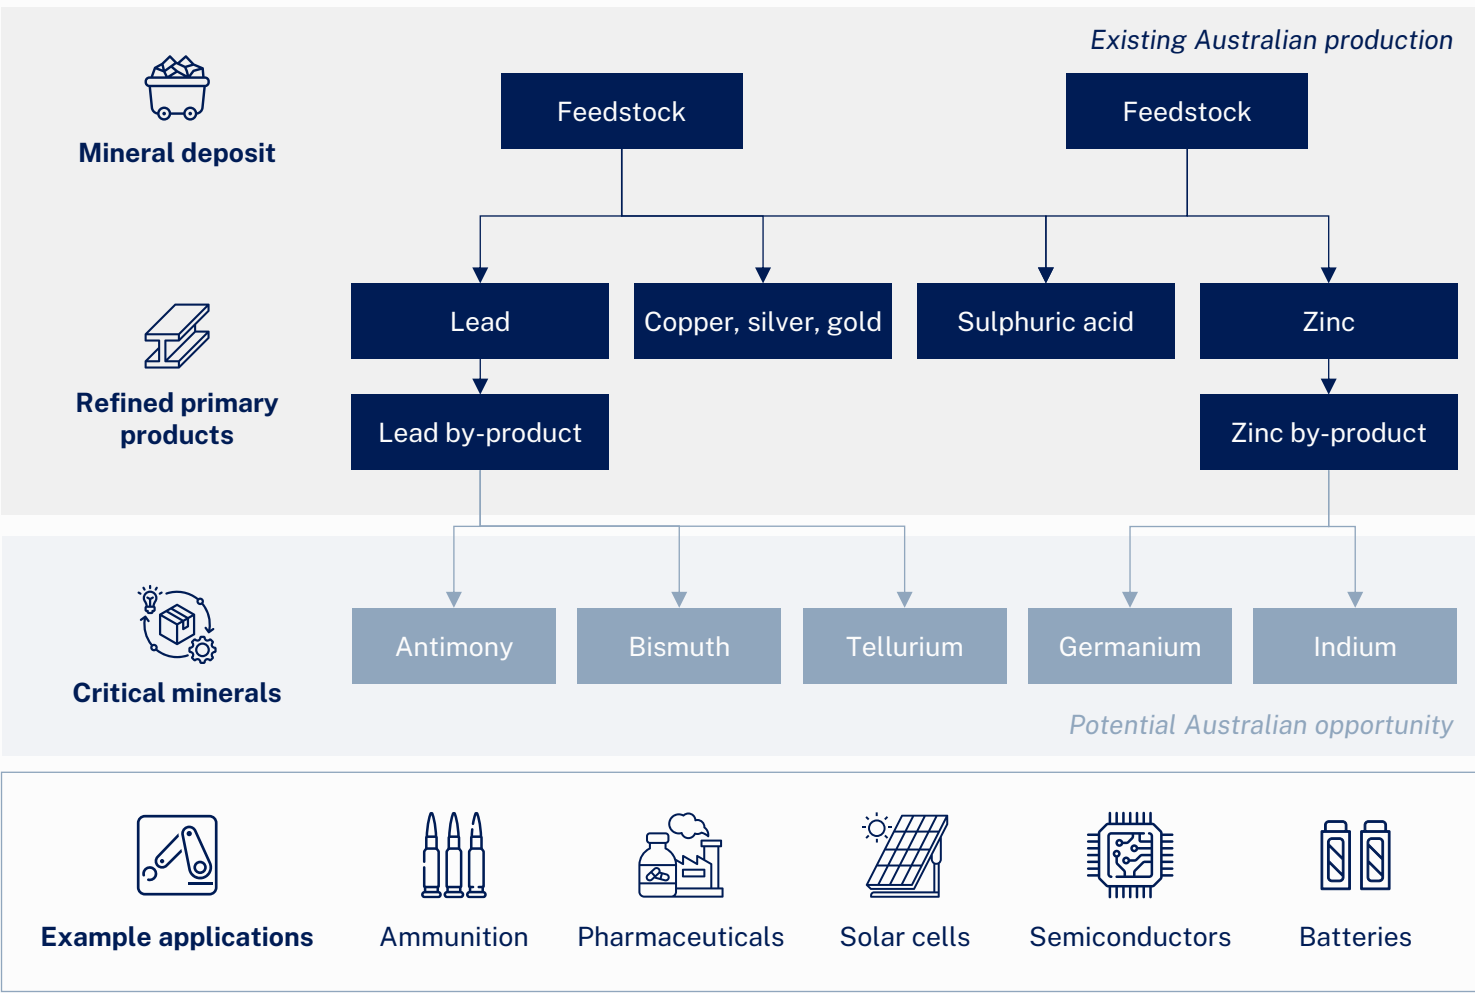 Existing Australian production
Mineral deposit
Feedstock
Feedstock
Lead
Copper, silver, gold
Sulphuric acid
Zinc
Refined primary
products
Lead by-product
Zinc by-product
Critical minerals
Antimony
Bismuth
Tellurium
Germanium
Indium
Potential Australian opportunity
Example applications
Ammunition
Pharmaceuticals
Solar cells
Semiconductors
Batteries